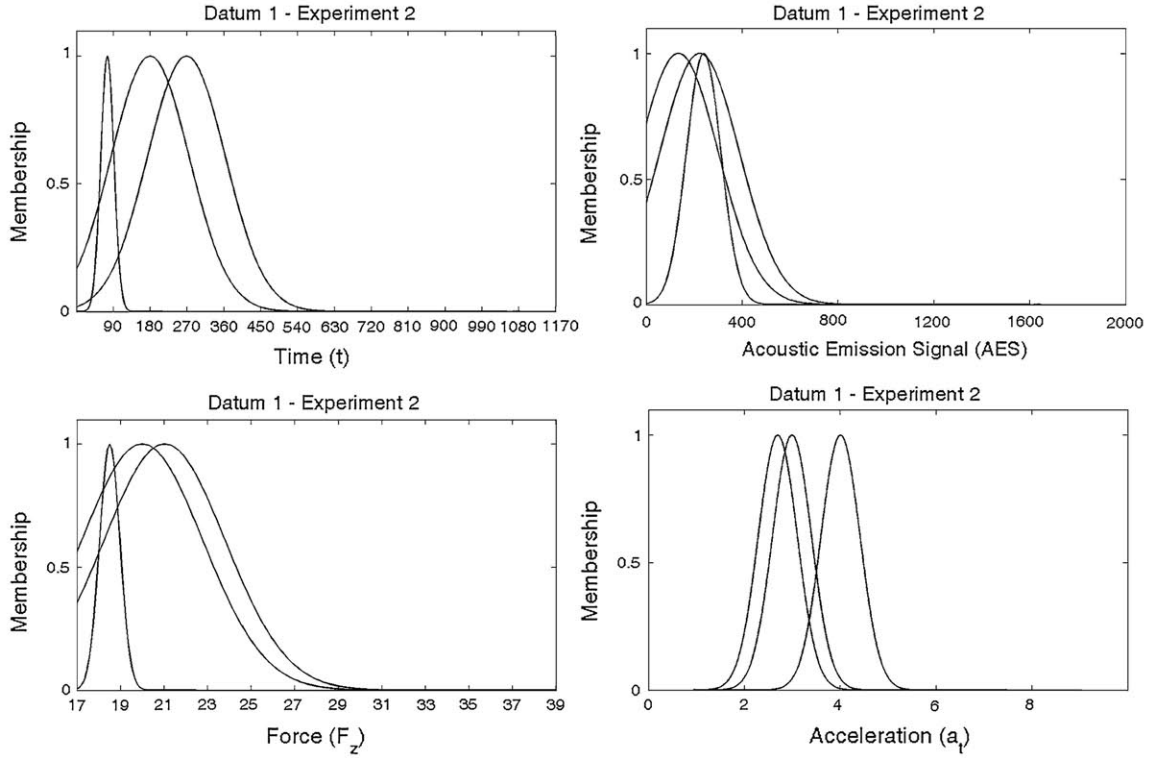 Datum 1 - Experiment 2
1
0.5
0
Membership
90 180 270 360 450 540 630 720 810 900 990 1080 1170
Time (t)
Datum 1 - Experiment 2
1
0.5
0
Membership
0 400 800 1200 1600 2000
Acoustic Emission Signal (AES)
Datum 1 - Experiment 2
1
0.5
0
Membership
17 19 21 23 25 27 29 31 33 35 37 39
Force (F_z)
Datum 1 - Experiment 2
1
0.5
0
Membership
0 2 4 6 8
Acceleration (a_t)